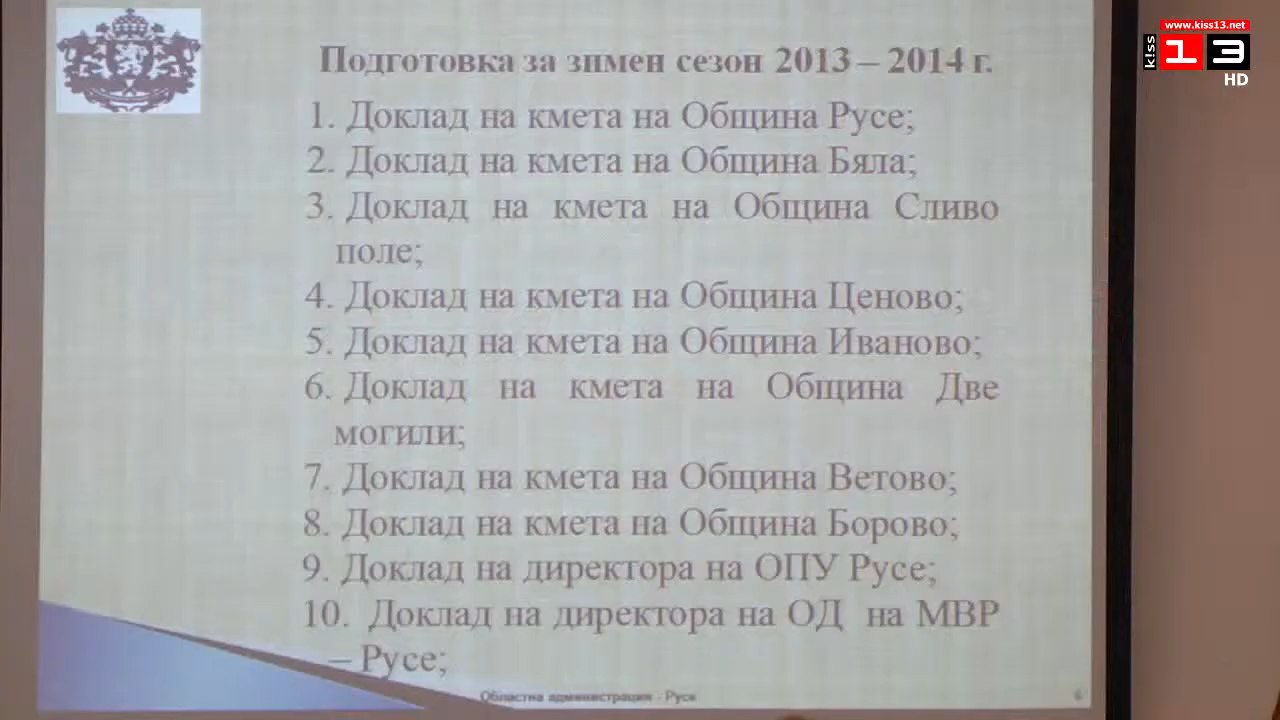 www.kiss13.net
kiss 13
HD
Подготовка за зимен сезон 2013 – 2014 г.
1. Доклад на кмета на Община Русе;
2. Доклад на кмета на Община Бяла;
3. Доклад на кмета на Община Сливо
поле;
4. Доклад на кмета на Община Ценово;
5. Доклад на кмета на Община Иваново;
6. Доклад на кмета на Община Две
могили;
7. Доклад на кмета на Община Ветово;
8. Доклад на кмета на Община Борово;
9. Доклад на директора на ОПУ Русе;
10. Доклад на директора на ОД на МВР
– Русе;
Областна администрация - Русе
6